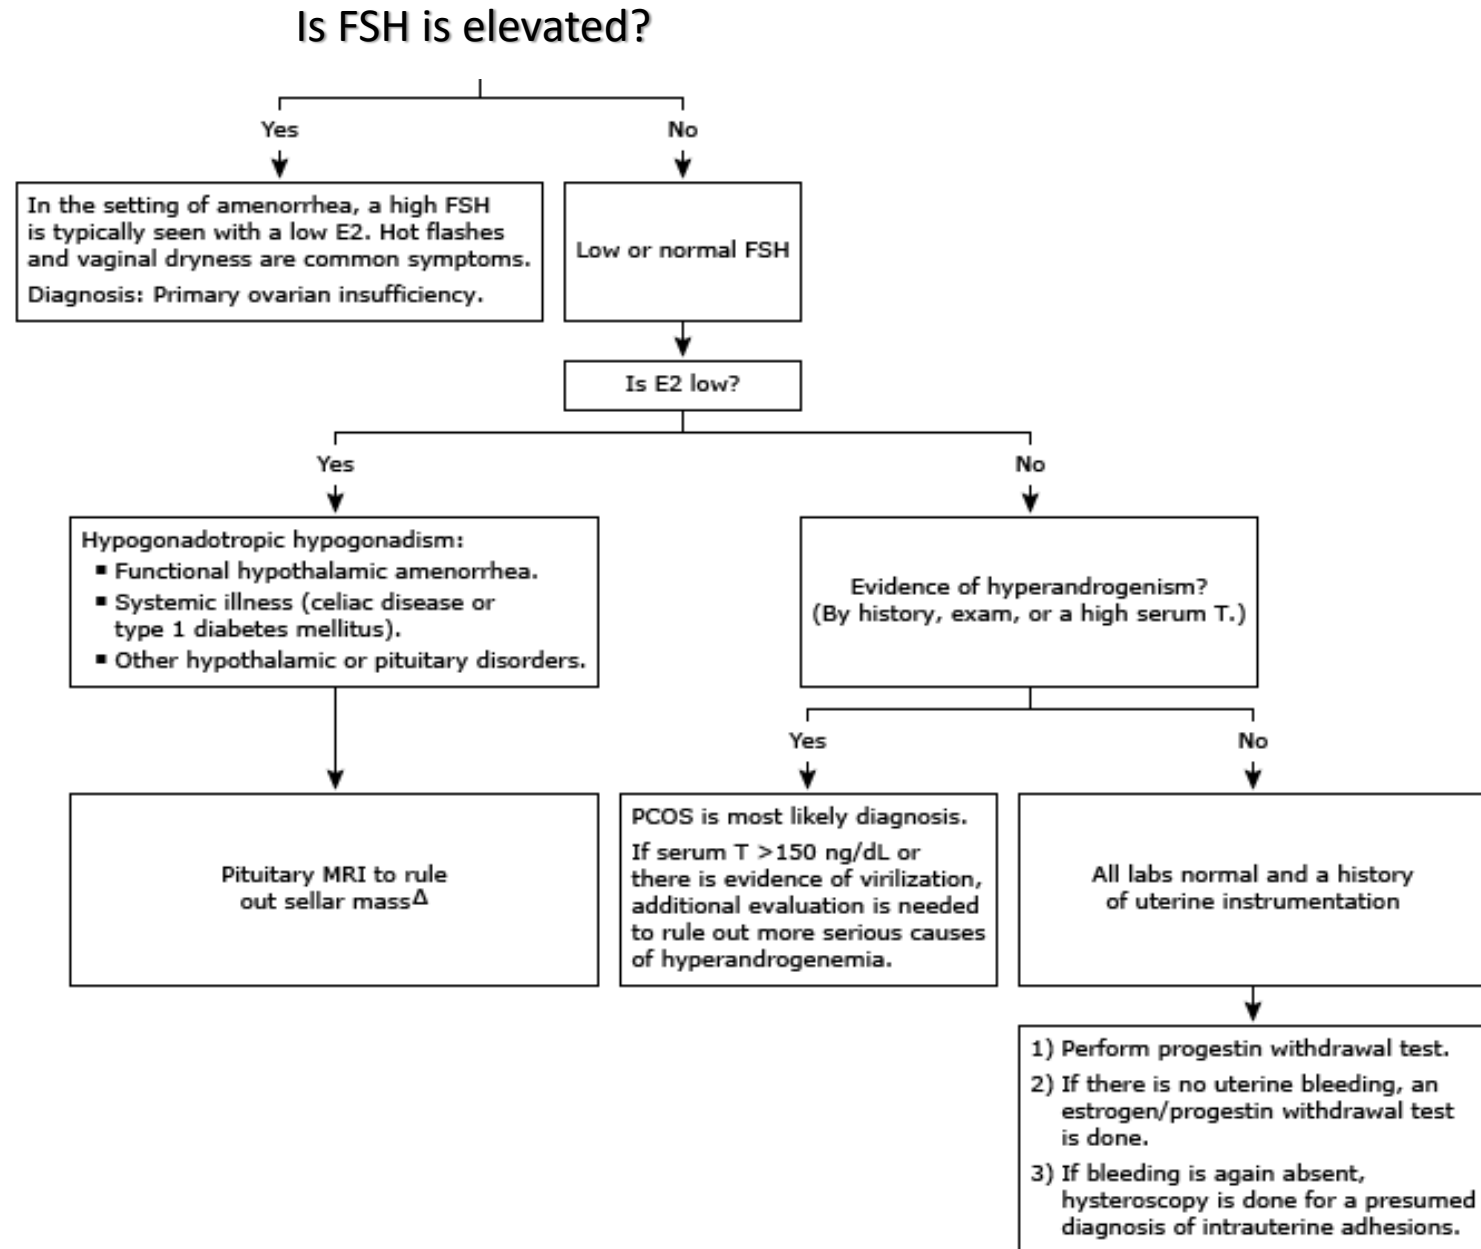 Is FSH is elevated?
Yes
No
In the setting of amenorrhea, a high FSH
is typically seen with a low E2. Hot flashes
and vaginal dryness are common symptoms.
Diagnosis: Primary ovarian insufficiency.
Low or normal FSH
Is E2 low?
Yes
No
Hypogonadotropic hypogonadism:
▪ Functional hypothalamic amenorrhea.
▪ Systemic illness (celiac disease or
type 1 diabetes mellitus).
▪ Other hypothalamic or pituitary disorders.
Evidence of hyperandrogenism?
(By history, exam, or a high serum T.)
Yes
No
Pituitary MRI to rule
out sellar massΔ
PCOS is most likely diagnosis.
If serum T >150 ng/dL or
there is evidence of virilization,
additional evaluation is needed
to rule out more serious causes
of hyperandrogenemia.
All labs normal and a history
of uterine instrumentation
1) Perform progestin withdrawal test.
2) If there is no uterine bleeding, an
estrogen/progestin withdrawal test
is done.
3) If bleeding is again absent,
hysteroscopy is done for a presumed
diagnosis of intrauterine adhesions.